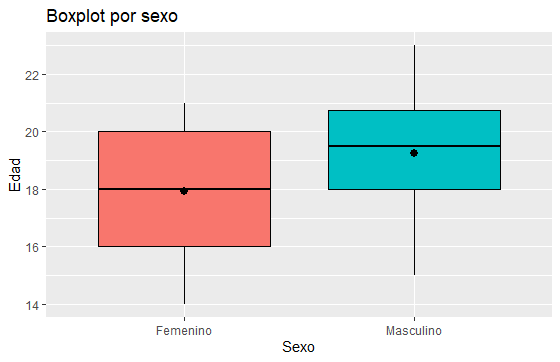 Boxplot por sexo
Edad
22
20
18
16
14
Femenino
Masculino
Sexo